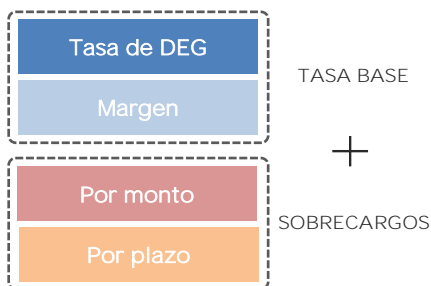 Tasa de DEG
Margen
TASA BASE
+
Por monto
Por plazo
SOBRECARGOS